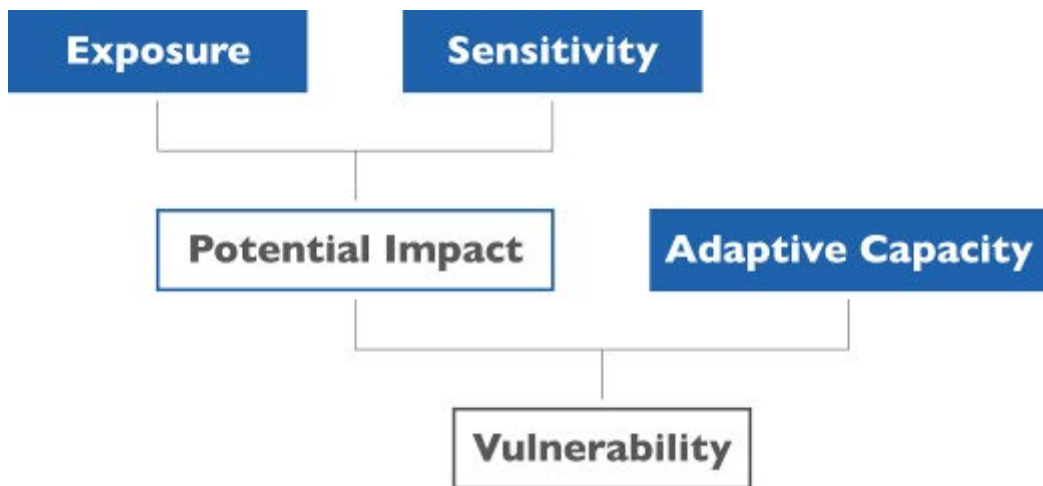 Exposure
Sensitivity
Potential Impact
Adaptive Capacity
Vulnerability